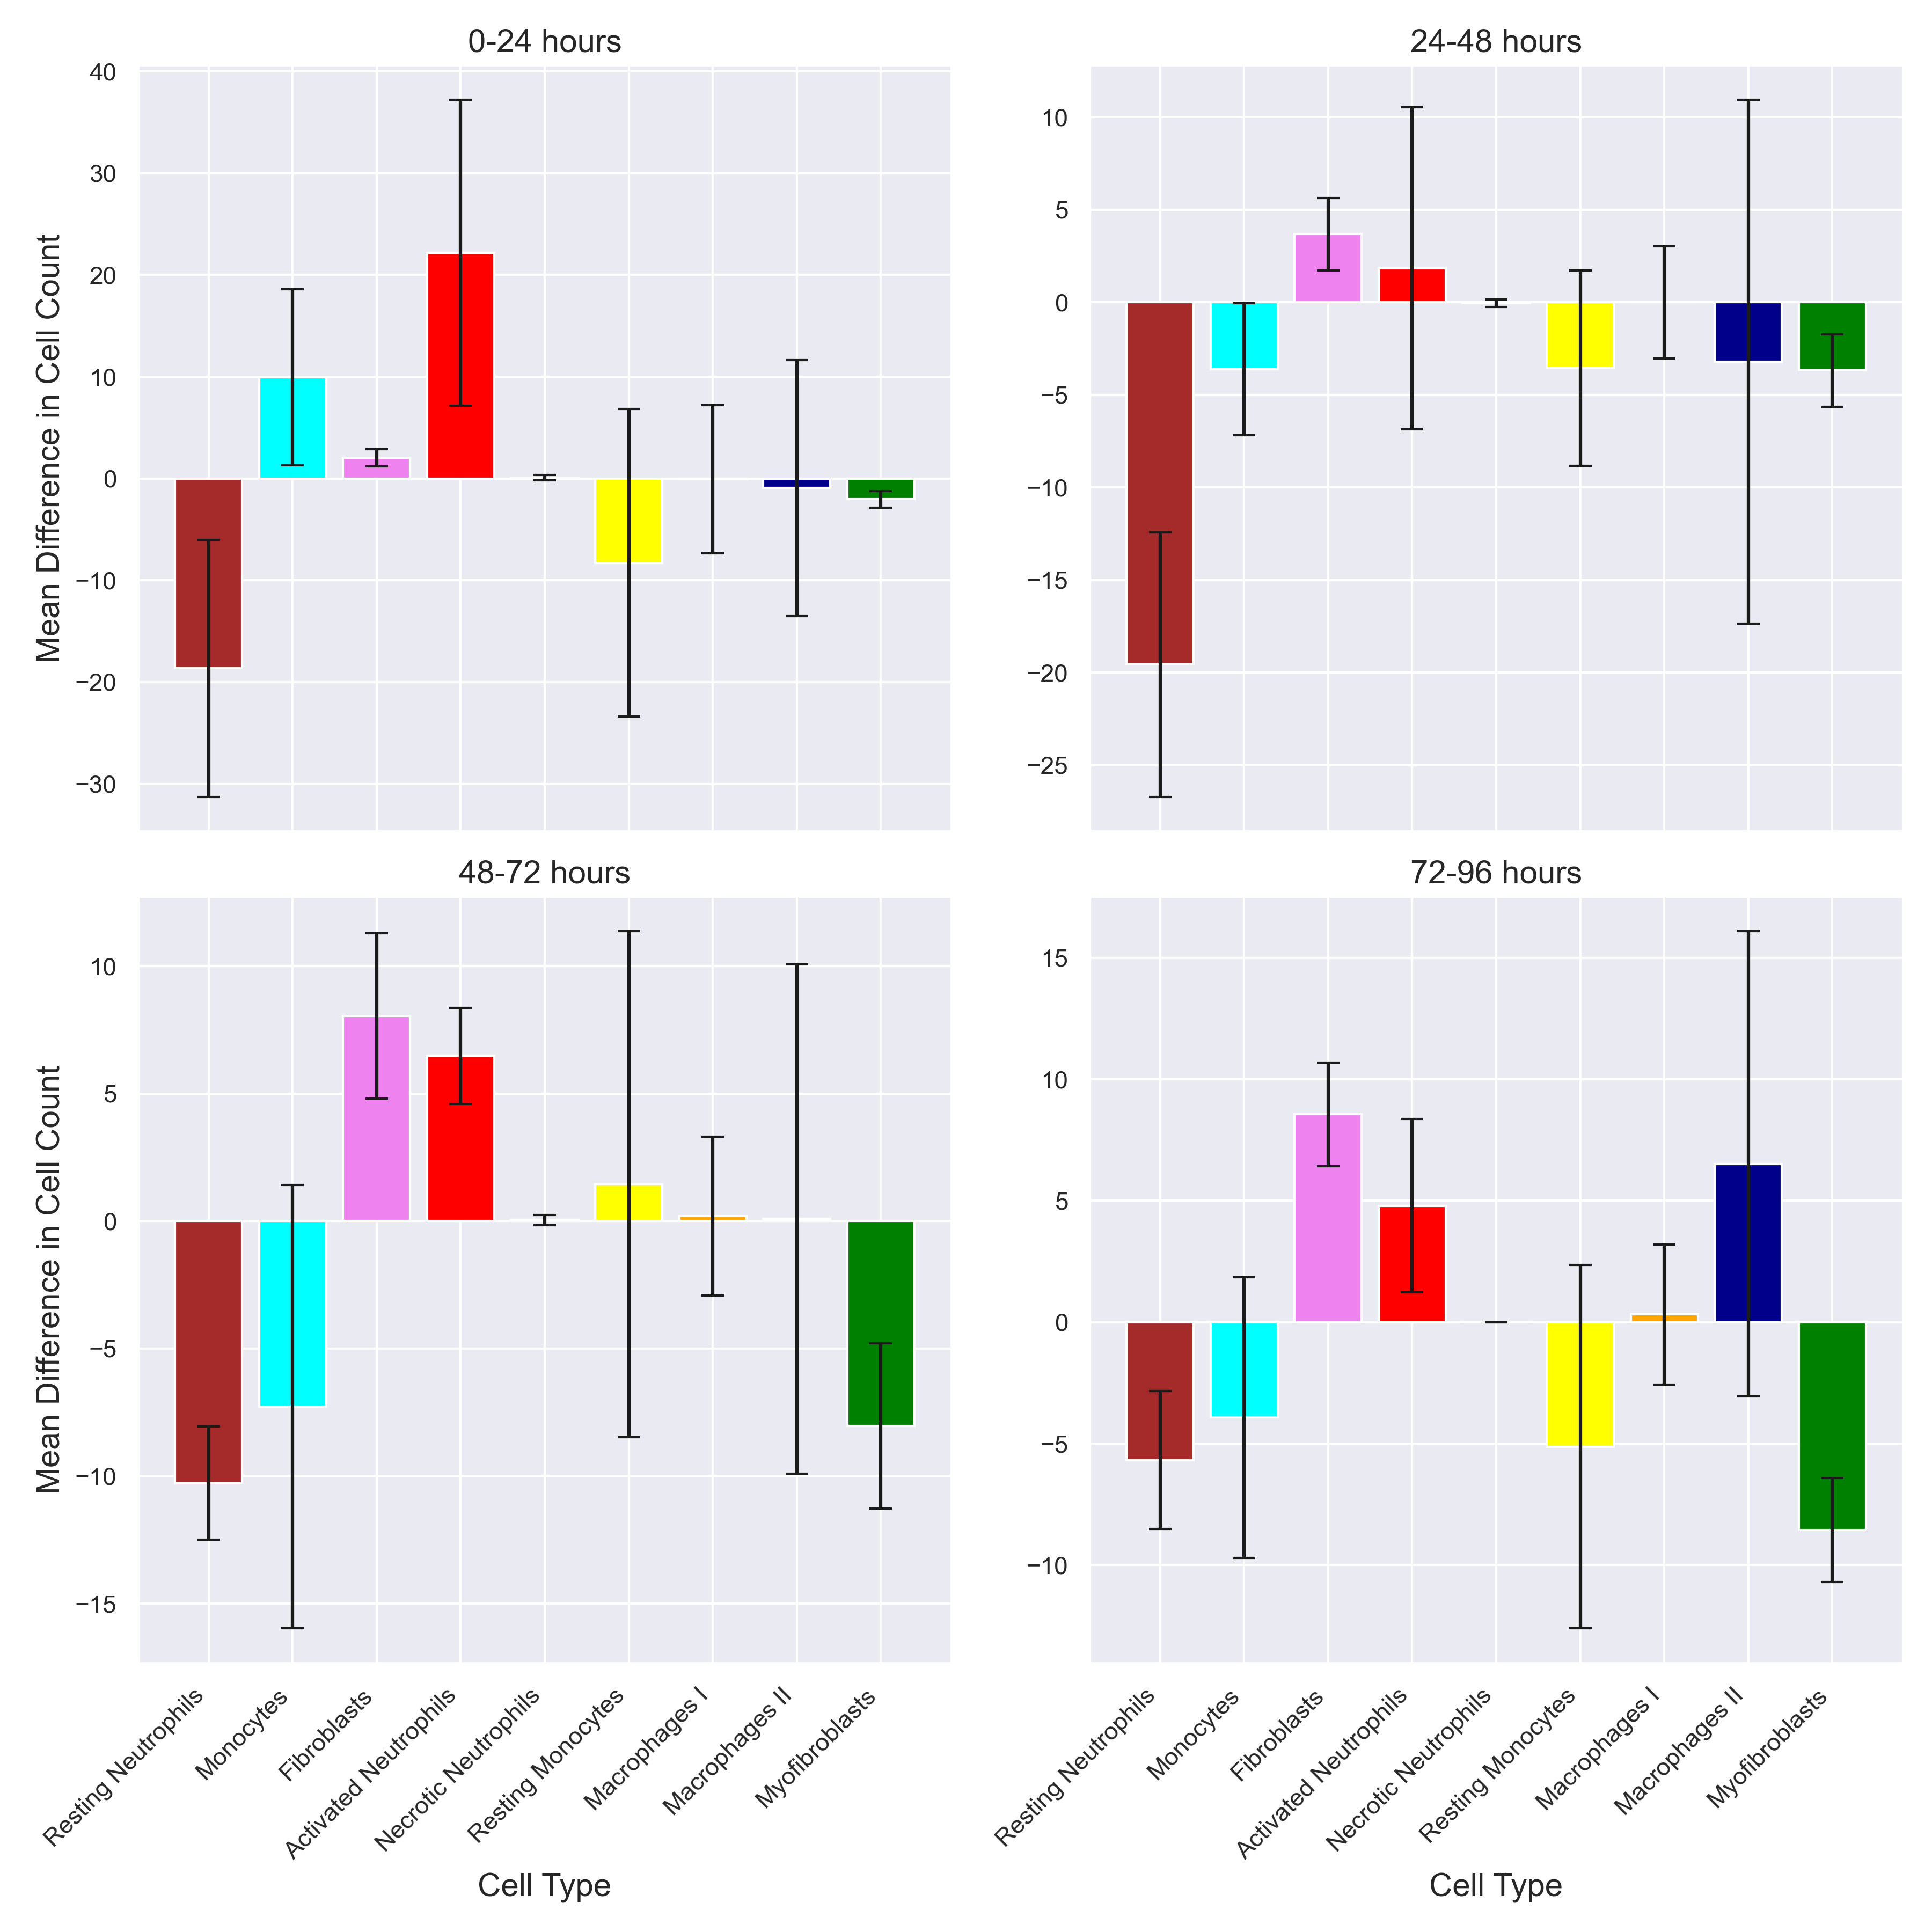 0-24 hours
40
30
20
10
0
−10
−20
−30
Mean Difference in Cell Count
24-48 hours
10
5
0
−5
−10
−15
−20
−25
48-72 hours
10
5
0
−5
−10
−15
Mean Difference in Cell Count
Resting Neutrophils
Monocytes
Fibroblasts
Activated Neutrophils
Necrotic Neutrophils
Resting Monocytes
Macrophages I
Macrophages II
Myofibroblasts
Cell Type
72-96 hours
15
10
5
0
−5
−10
Resting Neutrophils
Monocytes
Fibroblasts
Activated Neutrophils
Necrotic Neutrophils
Resting Monocytes
Macrophages I
Macrophages II
Myofibroblasts
Cell Type